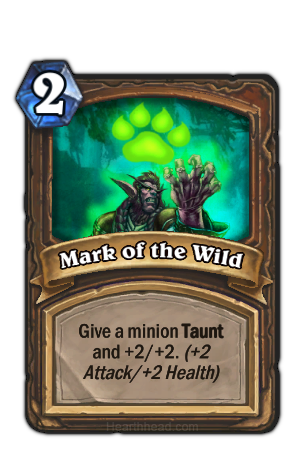 2
Mark of the Wild
Give a minion Taunt
and +2/+2. (+2
Attack/+2 Health)
Hearthhead.com